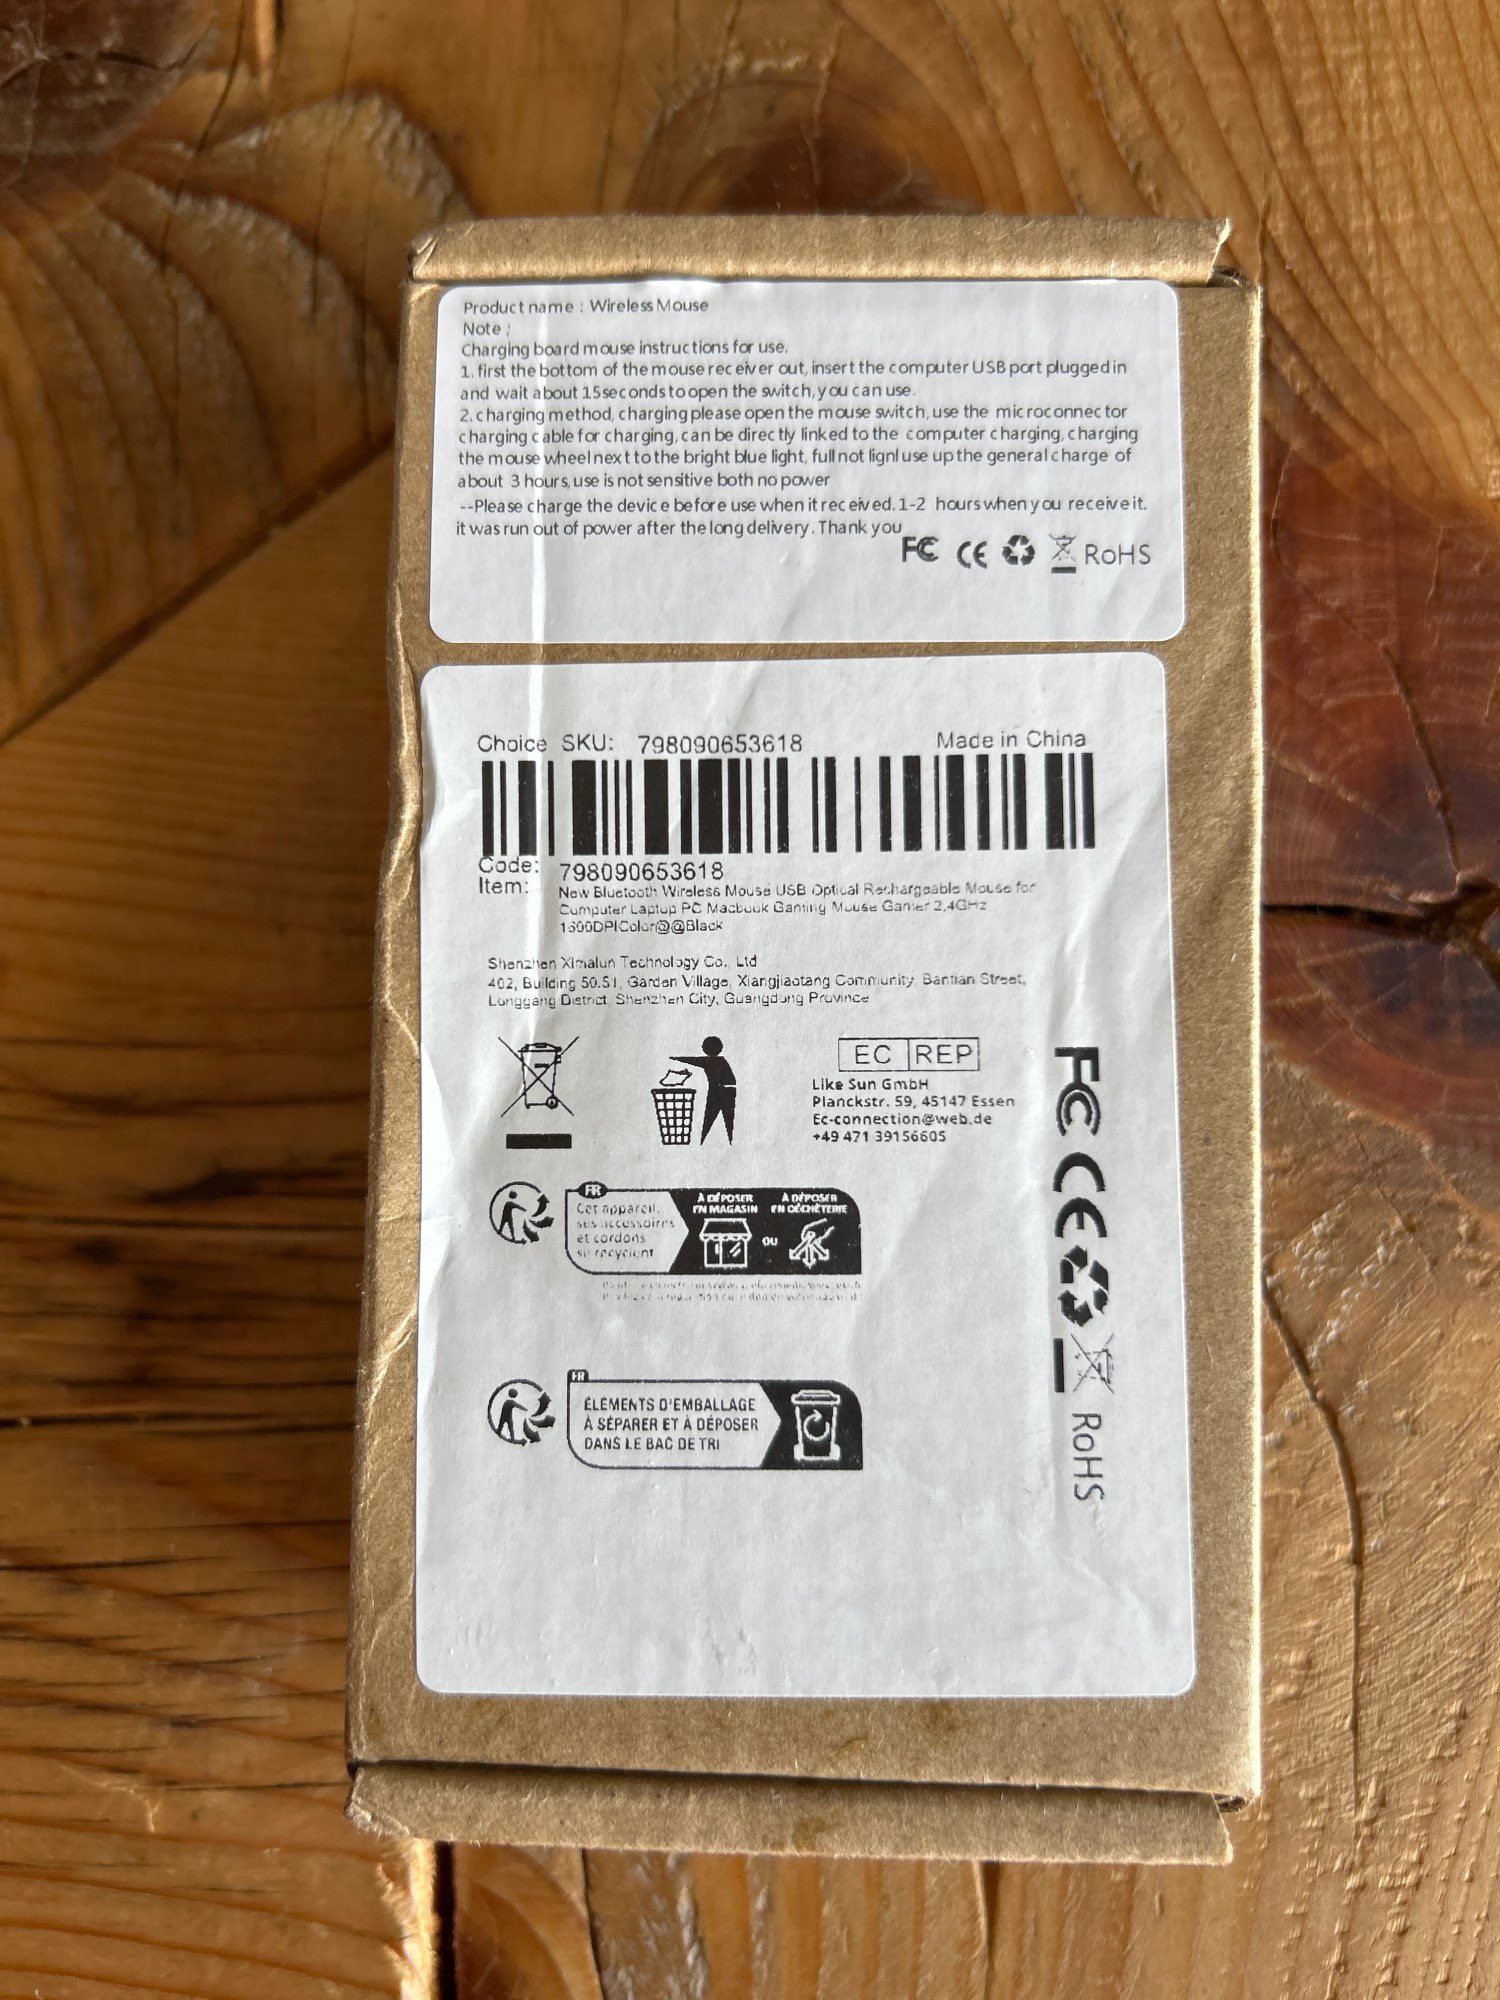 Product name : Wireless Mouse
Note ;
Charging board mouse instructions for use.
1. first the bottom of the mouse receiver out, insert the computer USB port plugged in
and wait about 15seconds to open the switch, you can use.
2. charging method, charging please open the mouse switch, use the microconnector
charging cable for charging, can be directly linked to the computer charging, charging
the mouse wheel next to the bright blue light, full not lignl use up the general charge of
about 3 hours, use is not sensitive both no power
--Please charge the device before use when it received. 1-2 hours when you receive it.
it was run out of power after the long delivery. Thank you
FC CE RoHS
Choice SKU: 798090653618 Made in China
Code: 798090653618
Item: New Bluetooth Wireless Mouse USB Optical Rechargeable Mouse for
Computer Laptop PC Macbook Gaming Mouse Gamer 2.4GHz
1600DPIColor@@Black
Shenzhen Ximalun Technology Co., Ltd
402, Building 50.51, Garden Village, Xiangjiaotang Community, Bantian Street,
Longgang District, Shenzhen City, Guangdong Province
EC REP
Like Sun GmbH
Planckstr. 59, 45147 Essen
Ec-connection@web.de
+49 471 39156605
FC CE RoHS
FR
Cet appareil,
ses accessoires
et cordons
se recyclent
À DÉPOSER
EN MAGASIN
OU
À DÉPOSER
EN DÉCHÈTERIE
FR
ÉLÉMENTS D'EMBALLAGE
À SÉPARER ET À DÉPOSER
DANS LE BAC DE TRI